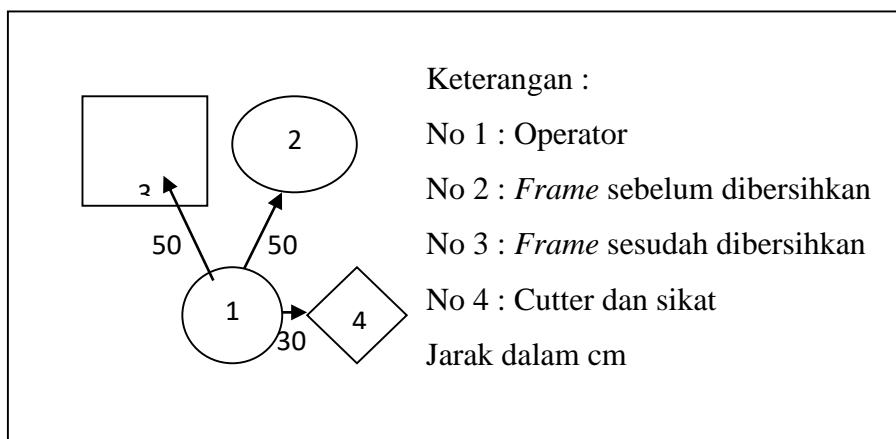 2
3
50
50
1
4
30
Keterangan :
No 1 : Operator
No 2 : Frame sebelum dibersihkan
No 3 : Frame sesudah dibersihkan
No 4 : Cutter dan sikat
Jarak dalam cm